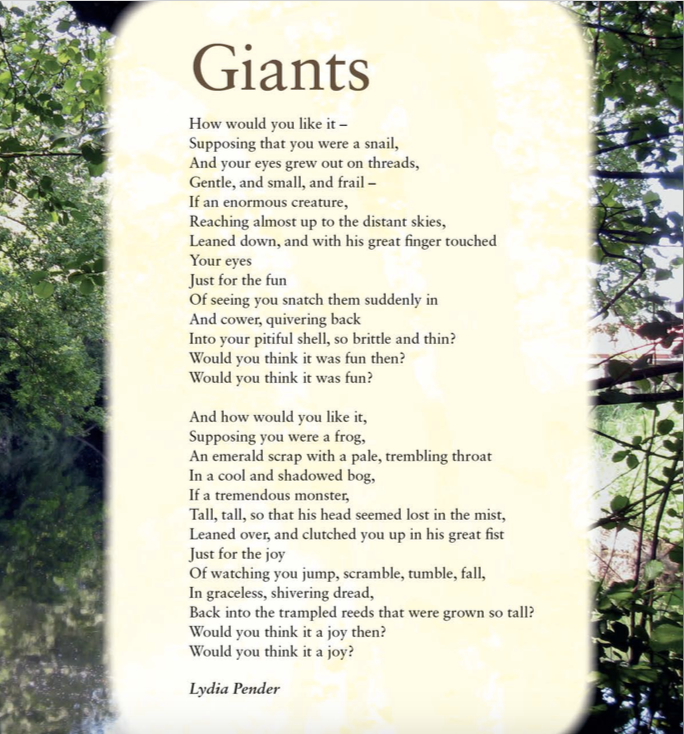 Giants
How would you like it –
Supposing that you were a snail,
And your eyes grew out on threads,
Gentle, and small, and frail –
If an enormous creature,
Reaching almost up to the distant skies,
Leaned down, and with his great finger touched
Your eyes
Just for the fun
Of seeing you snatch them suddenly in
And cower, quivering back
Into your pitiful shell, so brittle and thin?
Would you think it was fun then?
Would you think it was fun?
And how would you like it,
Supposing you were a frog,
An emerald scrap with a pale, trembling throat
In a cool and shadowed bog,
If a tremendous monster,
Tall, tall, so that his head seemed lost in the mist,
Leaned over, and clutched you up in his great fist
Just for the joy
Of watching you jump, scramble, tumble, fall,
In graceless, shivering dread,
Back into the trampled reeds that were grown so tall?
Would you think it a joy then?
Would you think it a joy?
Lydia Pender